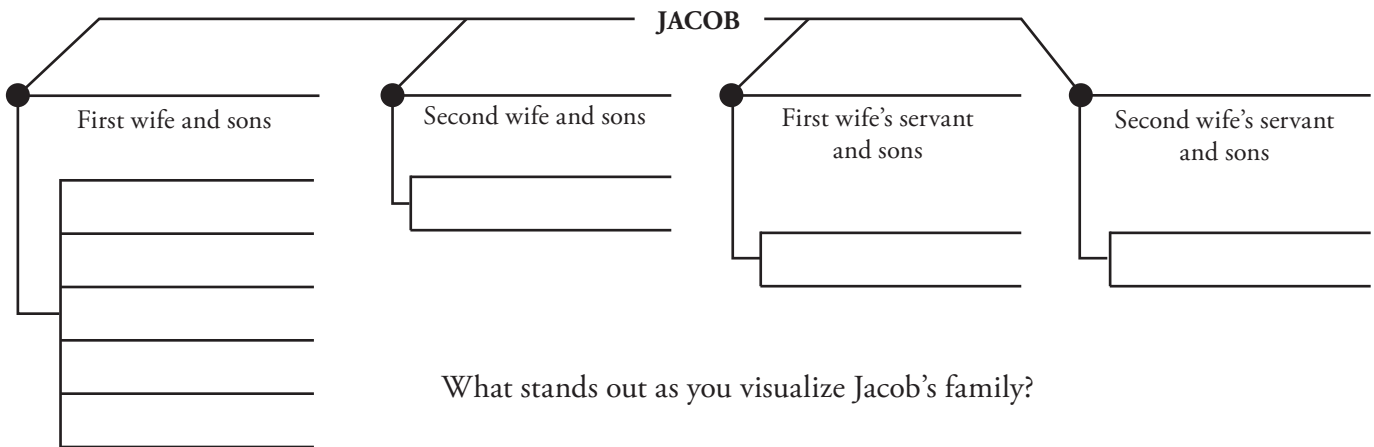 JACOB
First wife and sons
Second wife and sons
First wife’s servant
and sons
Second wife’s servant
and sons
What stands out as you visualize Jacob’s family?